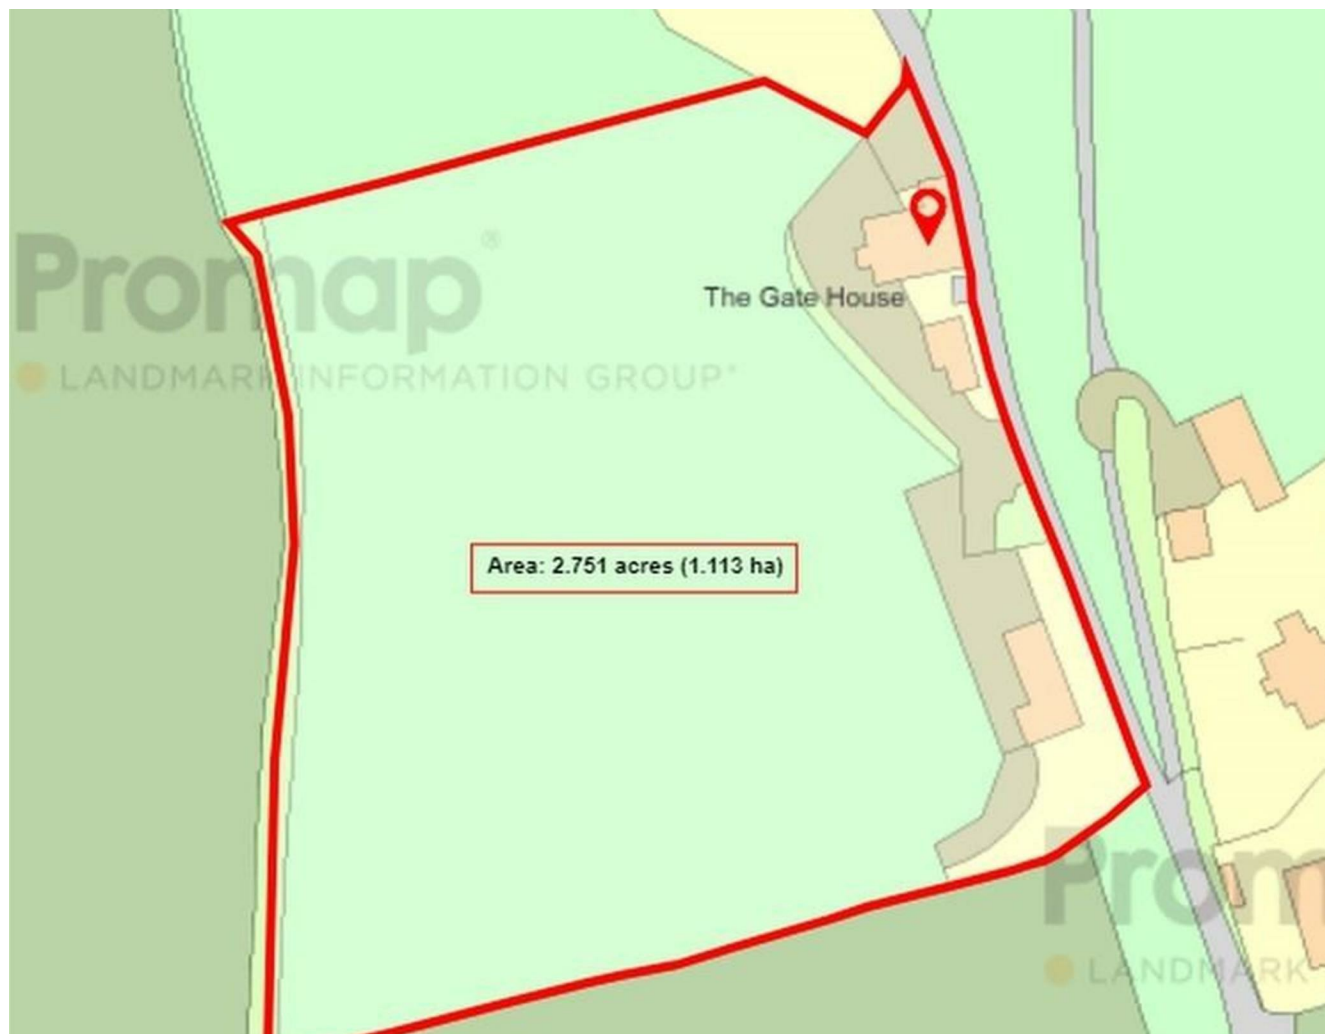 Promap®
LANDMARK INFORMATION GROUP®
The Gate House
Area: 2.751 acres (1.113 ha)
Prom
LANDMARK